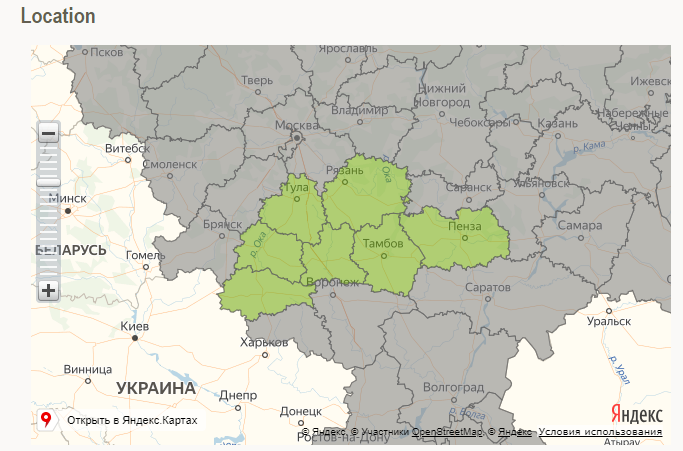 Location
Псков
Ярославль
Тверь
Ижевск
Нижний
Новгород
Владимир
Набережные
Челны
Москва
Чебоксары
Казань
р. Кама
Витебск
Смоленск
Рязань
р. Ока
Тула
Саранск
Ульяновск
Минск
Брянск
Пенза
Самара
БЕЛАРУСЬ
Гомель
р. Ока
Тамбов
Воронеж
Саратов
Киев
Харьков
Уральск
Винница
УКРАИНА
Днепр
Волгоград
р. Урал
Донецк
р. Волга
Яндекс
Открыть в Яндекс.Картах
Ростов-на-Дону
© Яндекс, © Участники OpenStreetMap, © Яндекс Условия использования
Атырау